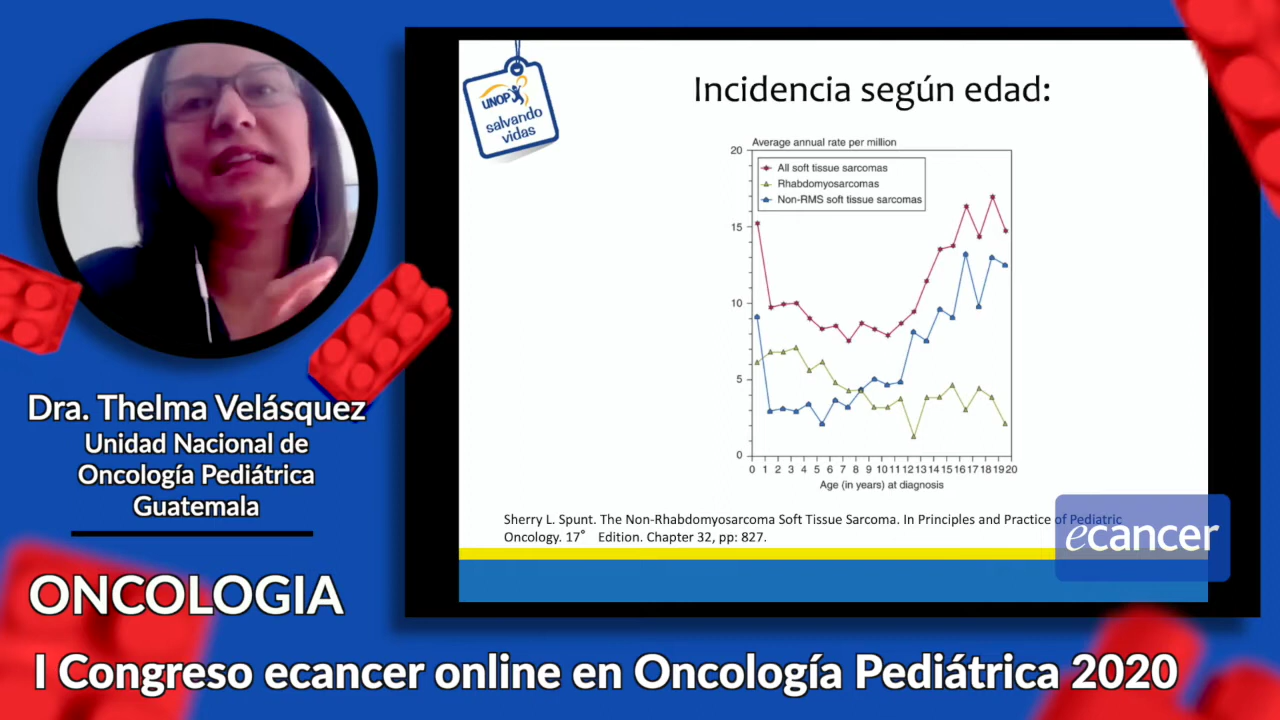 UNOP
salvando
vidas
Incidencia según edad:
Average annual rate per million
All soft tissue sarcomas
Rhabdomyosarcomas
Non-RMS soft tissue sarcomas
20
15
10
5
0
0 1 2 3 4 5 6 7 8 9 10 11 12 13 14 15 16 17 18 19 20
Age (in years) at diagnosis
Sherry L. Spunt. The Non-Rhabdomyosarcoma Soft Tissue Sarcoma. In Principles and Practice of Pediatric
Oncology. 17° Edition. Chapter 32, pp: 827.
ecancer
Dra. Thelma Velásquez
Unidad Nacional de
Oncología Pediátrica
Guatemala
ONCOLOGIA
I Congreso ecancer online en Oncología Pediátrica 2020